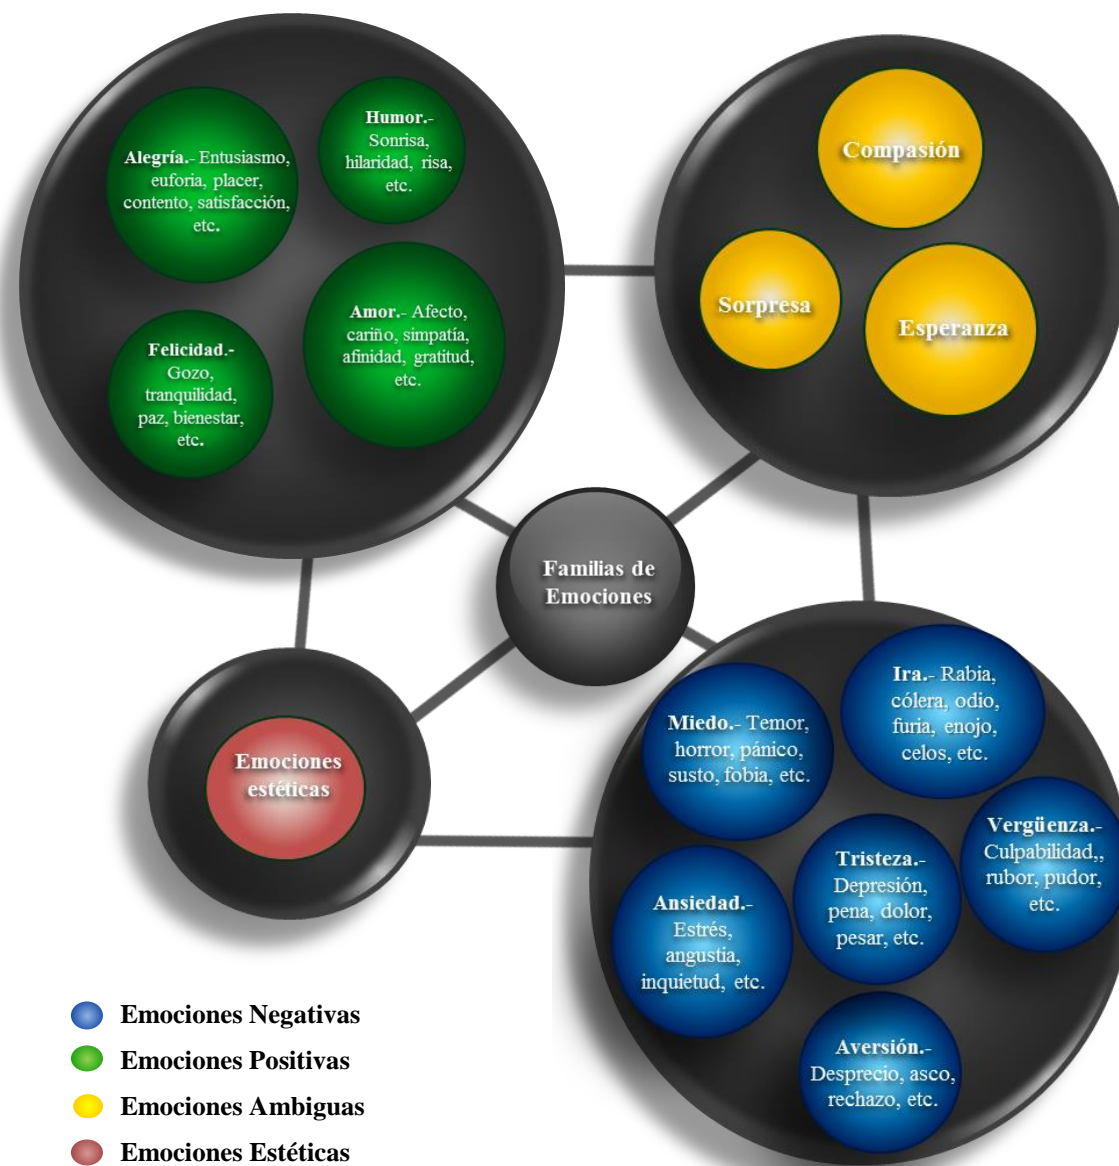 Alegría.- Entusiasmo,
euforia, placer,
contento, satisfacción,
etc.
Humor.-
Sonrisa,
hilaridad, risa,
etc.
Felicidad.-
Gozo,
tranquilidad,
paz, bienestar,
etc.
Amor.- Afecto,
cariño, simpatía,
afinidad, gratitud,
etc.
Compasión
Sorpresa
Esperanza
Familias de
Emociones
Emociones
estéticas
Miedo.- Temor,
horror, pánico,
susto, fobia, etc.
Ira.- Rabia,
cólera, odio,
furia, enojo,
celos, etc.
Vergüenza.-
Culpabilidad,,
rubor, pudor,
etc.
Tristeza.-
Depresión,
pena, dolor,
pesar, etc.
Ansiedad.-
Estrés,
angustia,
inquietud, etc.
Aversión.-
Desprecio, asco,
rechazo, etc.
Emociones Negativas
Emociones Positivas
Emociones Ambiguas
Emociones Estéticas